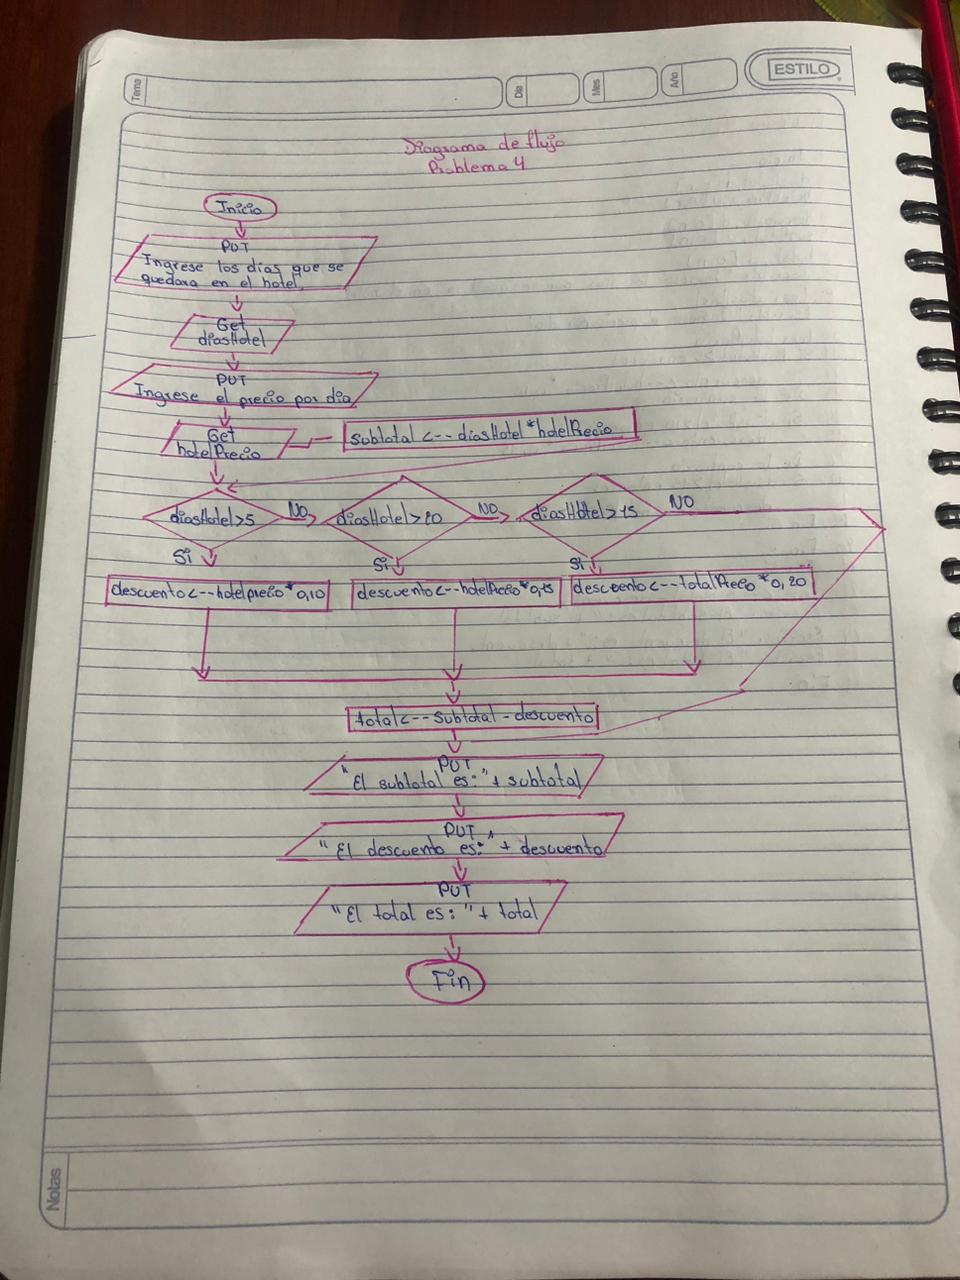 Tema
Dia
Mes
Año
ESTILO
Diagrama de flujo
Problema 4
Inicio
PUT
Ingrese los dias que se
quedara en el hotel
Get
diasHotel
PUT
Ingrese el precio por dia
Get
hotelPrecio
subtotal <-- diasHotel * hotelPrecio
diasHotel>5
NO
diasHotel>10
NO
diasHotel>15
NO
Si
Si
Si
descuento<--hotelprecio*0,10
descuento<--hotelPrecio*0,15
descuento<--totalPrecio*0,20
total<--subtotal - descuento
PUT
"El subtotal es:"+ subtotal
PUT
"El descuento es:" + descuento
PUT
"El total es: "+ total
Fin
Notas